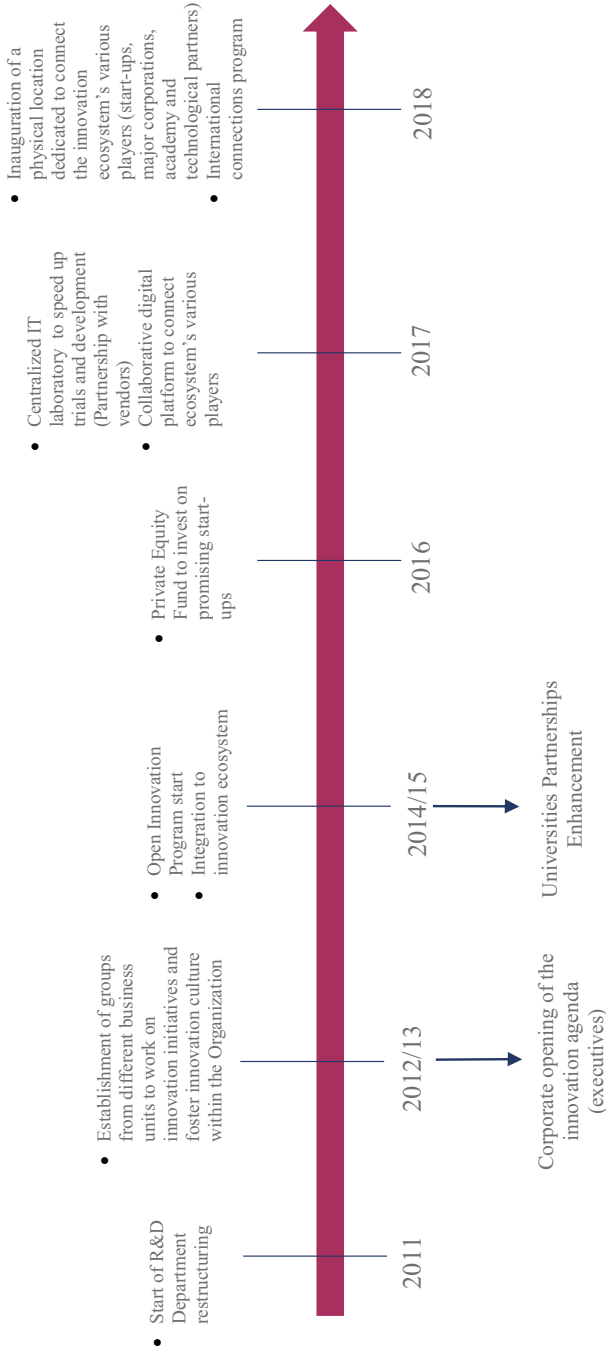 • Start of R&D
Department
restructuring
2011
• Establishment of groups
from different business
units to work on
innovation initiatives and
foster innovation culture
within the Organization
2012/13
Corporate opening of the
innovation agenda
(executives)
• Open Innovation
Program start
• Integration to
innovation ecosystem
2014/15
Universities Partnerships
Enhancement
• Private Equity
Fund to invest on
promising start-
ups
2016
• Centralized IT
laboratory to speed up
trials and development
(Partnership with
vendors)
• Collaborative digital
platform to connect
ecosystem's various
players
2017
• Inauguration of a
physical location
dedicated to connect
the innovation
ecosystem's various
players (start-ups,
major corporations,
academy and
technological partners)
• International
connections program
2018